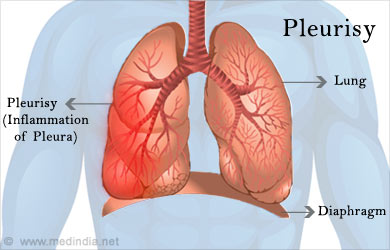 Pleurisy
Lung
Pleurisy
(Inflammation
of Pleura)
Diaphragm
© www.medindia.net